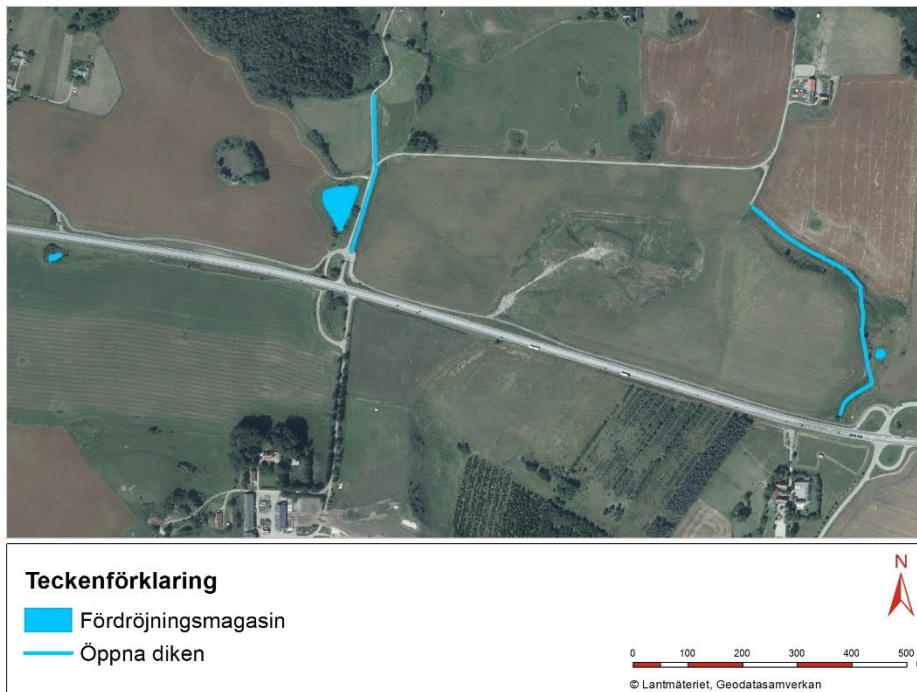 Teckenförklaring
Fördröjningsmagasin
Öppna diken
N
0 100 200 300 400 500
© Lantmäteriet, Geodatasamverkan